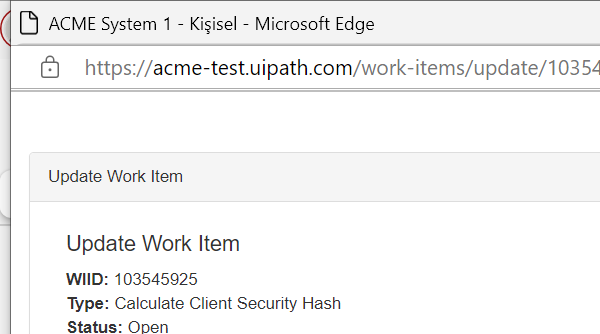 ACME System 1 - Kişisel - Microsoft Edge
https://acme-test.uipath.com/work-items/update/10354
Update Work Item
Update Work Item
WIID: 103545925
Type: Calculate Client Security Hash
Status: Open